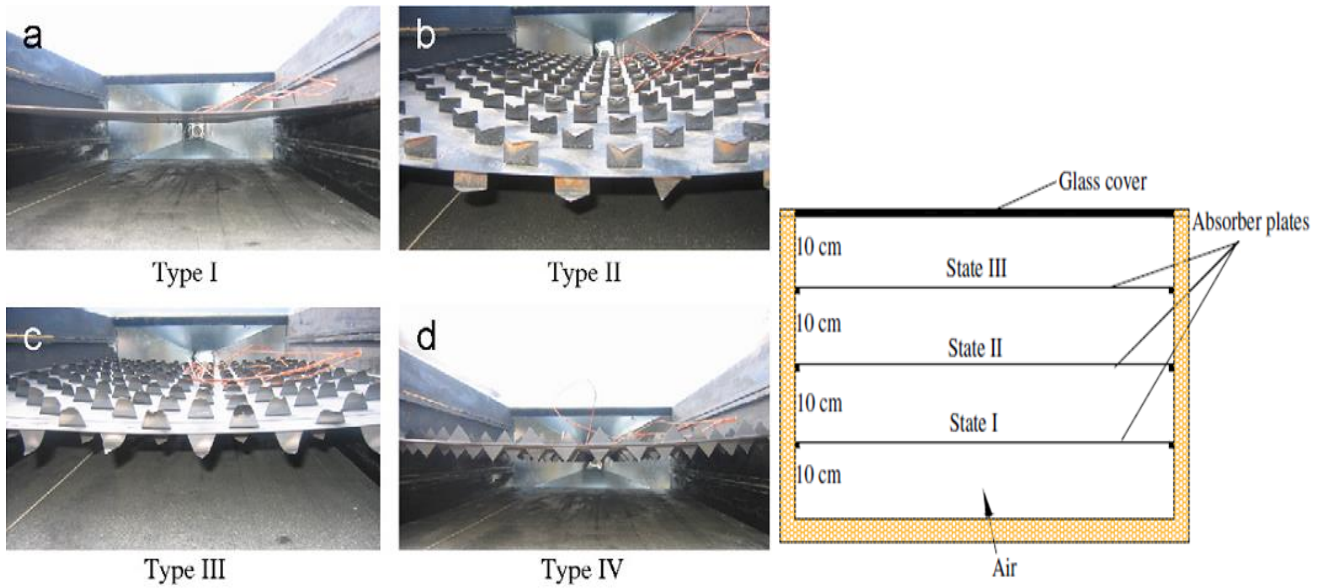 a
b
Type I
Type II
c
d
Type III
Type IV
Glass cover
Absorber plates
10 cm
State III
10 cm
State II
10 cm
State I
10 cm
Air